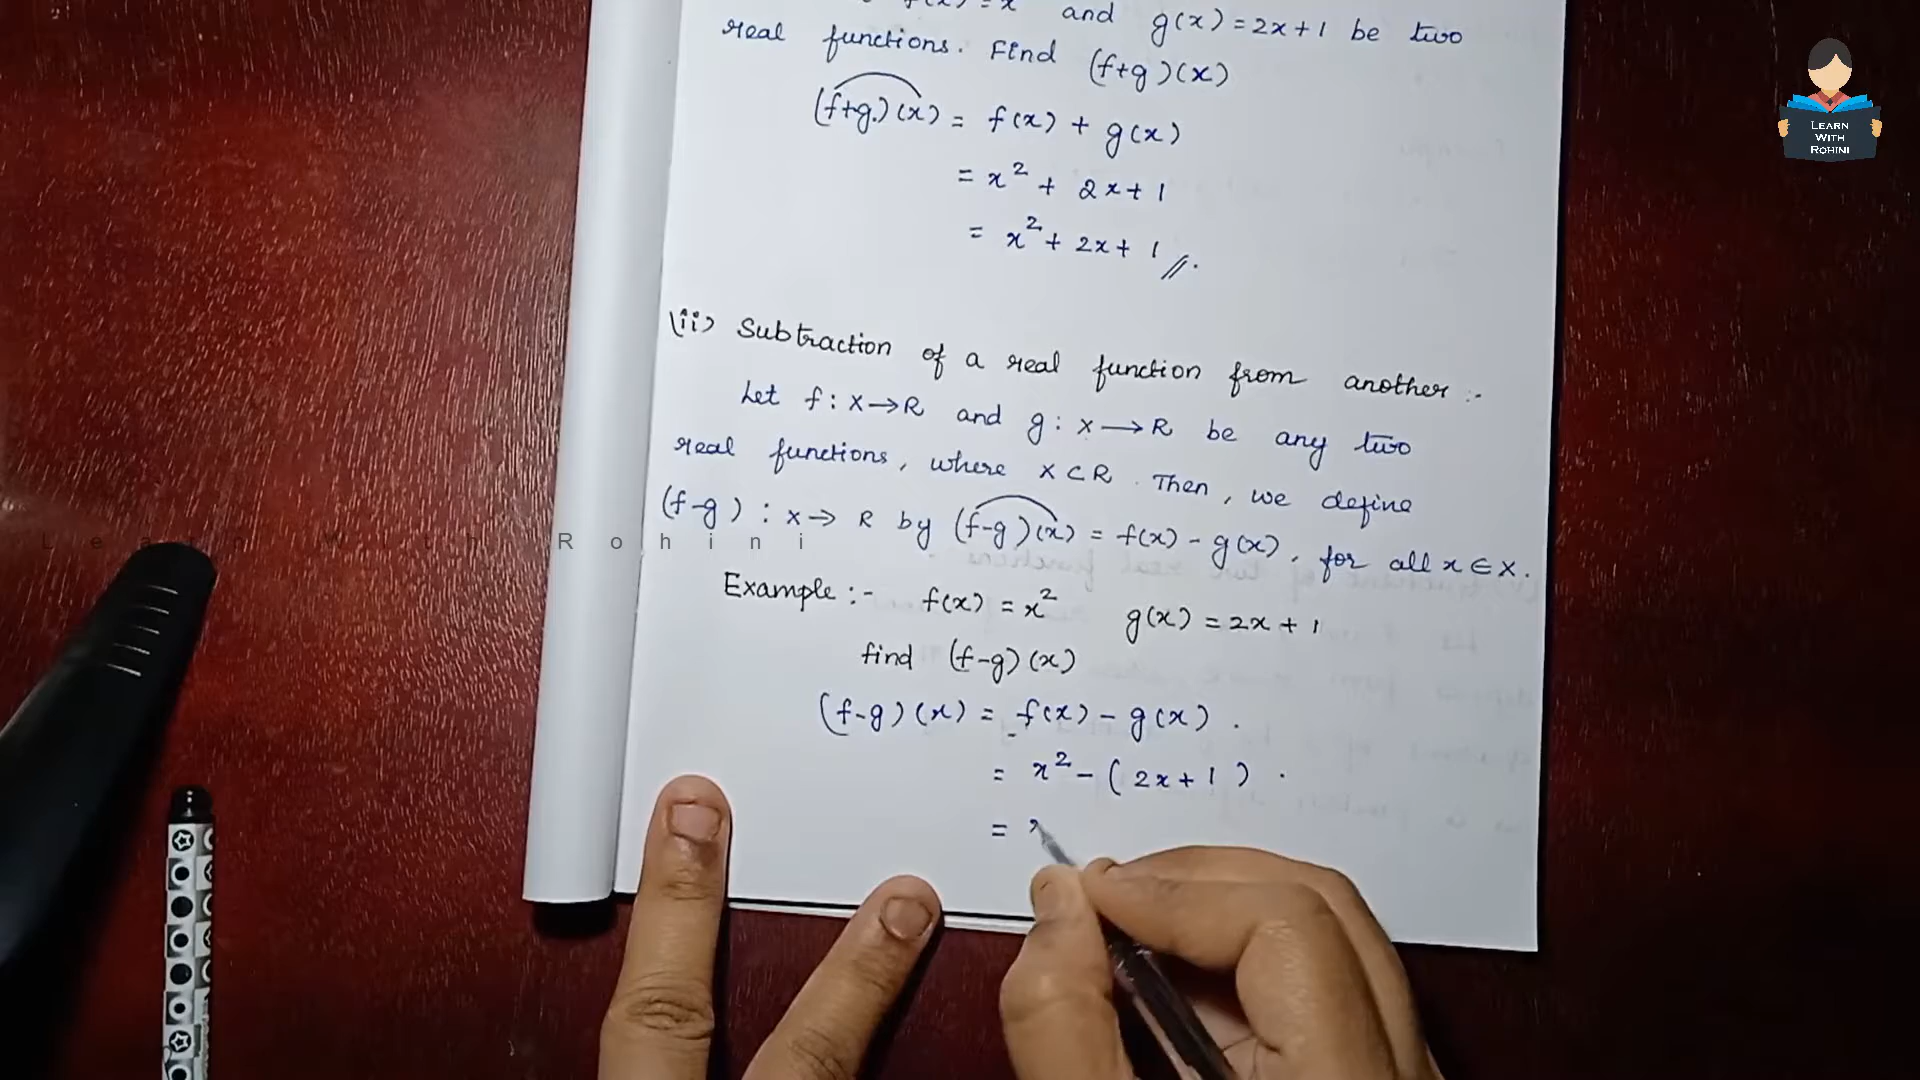 and g(x) = 2x + 1 be two
real functions. Find (f+g)(x)
(f+g)(x) = f(x) + g(x)
= x² + 2x + 1
= x² + 2x + 1 //.
(ii) Subtraction of a real function from another :-
Let f : X → R and g : X → R be any two
real functions, where X ⊂ R. Then, we define
(f-g) : X → R by (f-g)(x) = f(x) - g(x), for all x ∈ X.
Example :- f(x) = x² g(x) = 2x + 1
find (f-g)(x)
(f-g)(x) = f(x) - g(x).
= x² - (2x + 1).
=
LEARN
WITH
ROHINI
Learn With Rohini